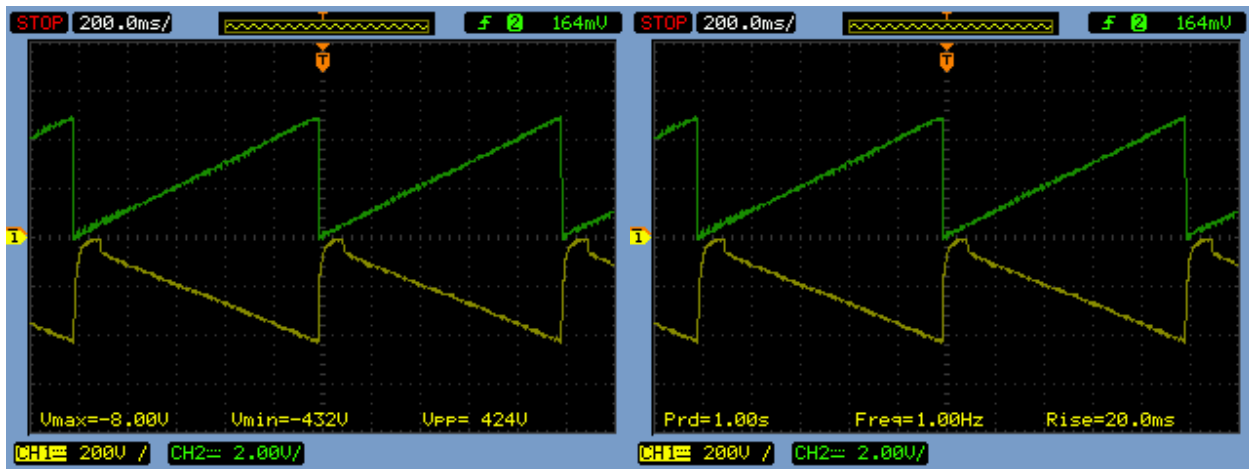 STOP 200.0ms/ T ƒ 2 164mV
T
1
Vmax=-8.00V Vmin=-432V Vpp= 424V
CH1 200V / CH2 2.00V/
STOP 200.0ms/ T ƒ 2 164mV
T
1
Prd=1.00s Freq=1.00Hz Rise=20.0ms
CH1 200V / CH2 2.00V/